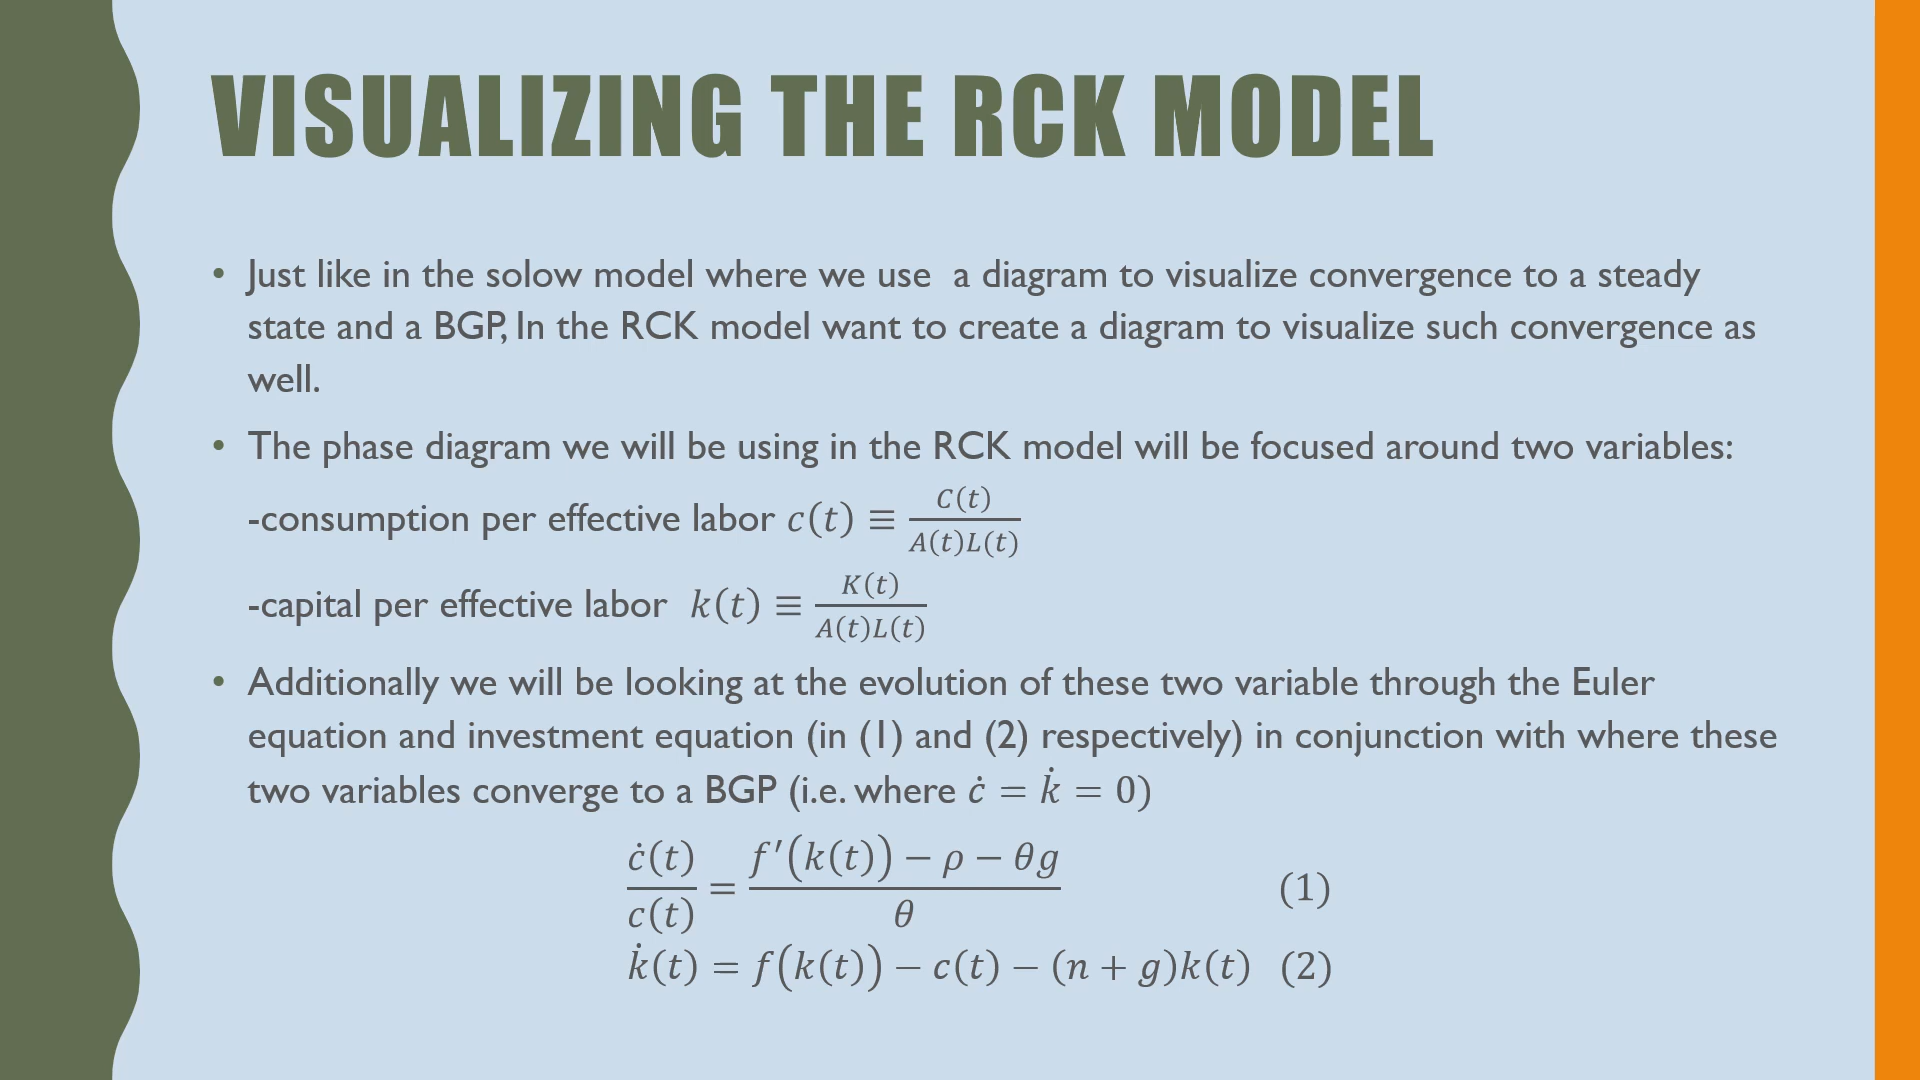 VISUALIZING THE RCK MODEL
• Just like in the solow model where we use  a diagram to visualize convergence to a steady
state and a BGP, In the RCK model want to create a diagram to visualize such convergence as
well.
• The phase diagram we will be using in the RCK model will be focused around two variables:
-consumption per effective labor c(t) ≡ C(t) / A(t)L(t)
-capital per effective labor  k(t) ≡ K(t) / A(t)L(t)
• Additionally we will be looking at the evolution of these two variable through the Euler
equation and investment equation (in (1) and (2) respectively) in conjunction with where these
two variables converge to a BGP (i.e. where ċ = k̇ = 0)
ċ(t) / c(t) = f′(k(t)) − ρ − θg / θ (1)
k̇(t) = f(k(t)) − c(t) − (n + g)k(t) (2)